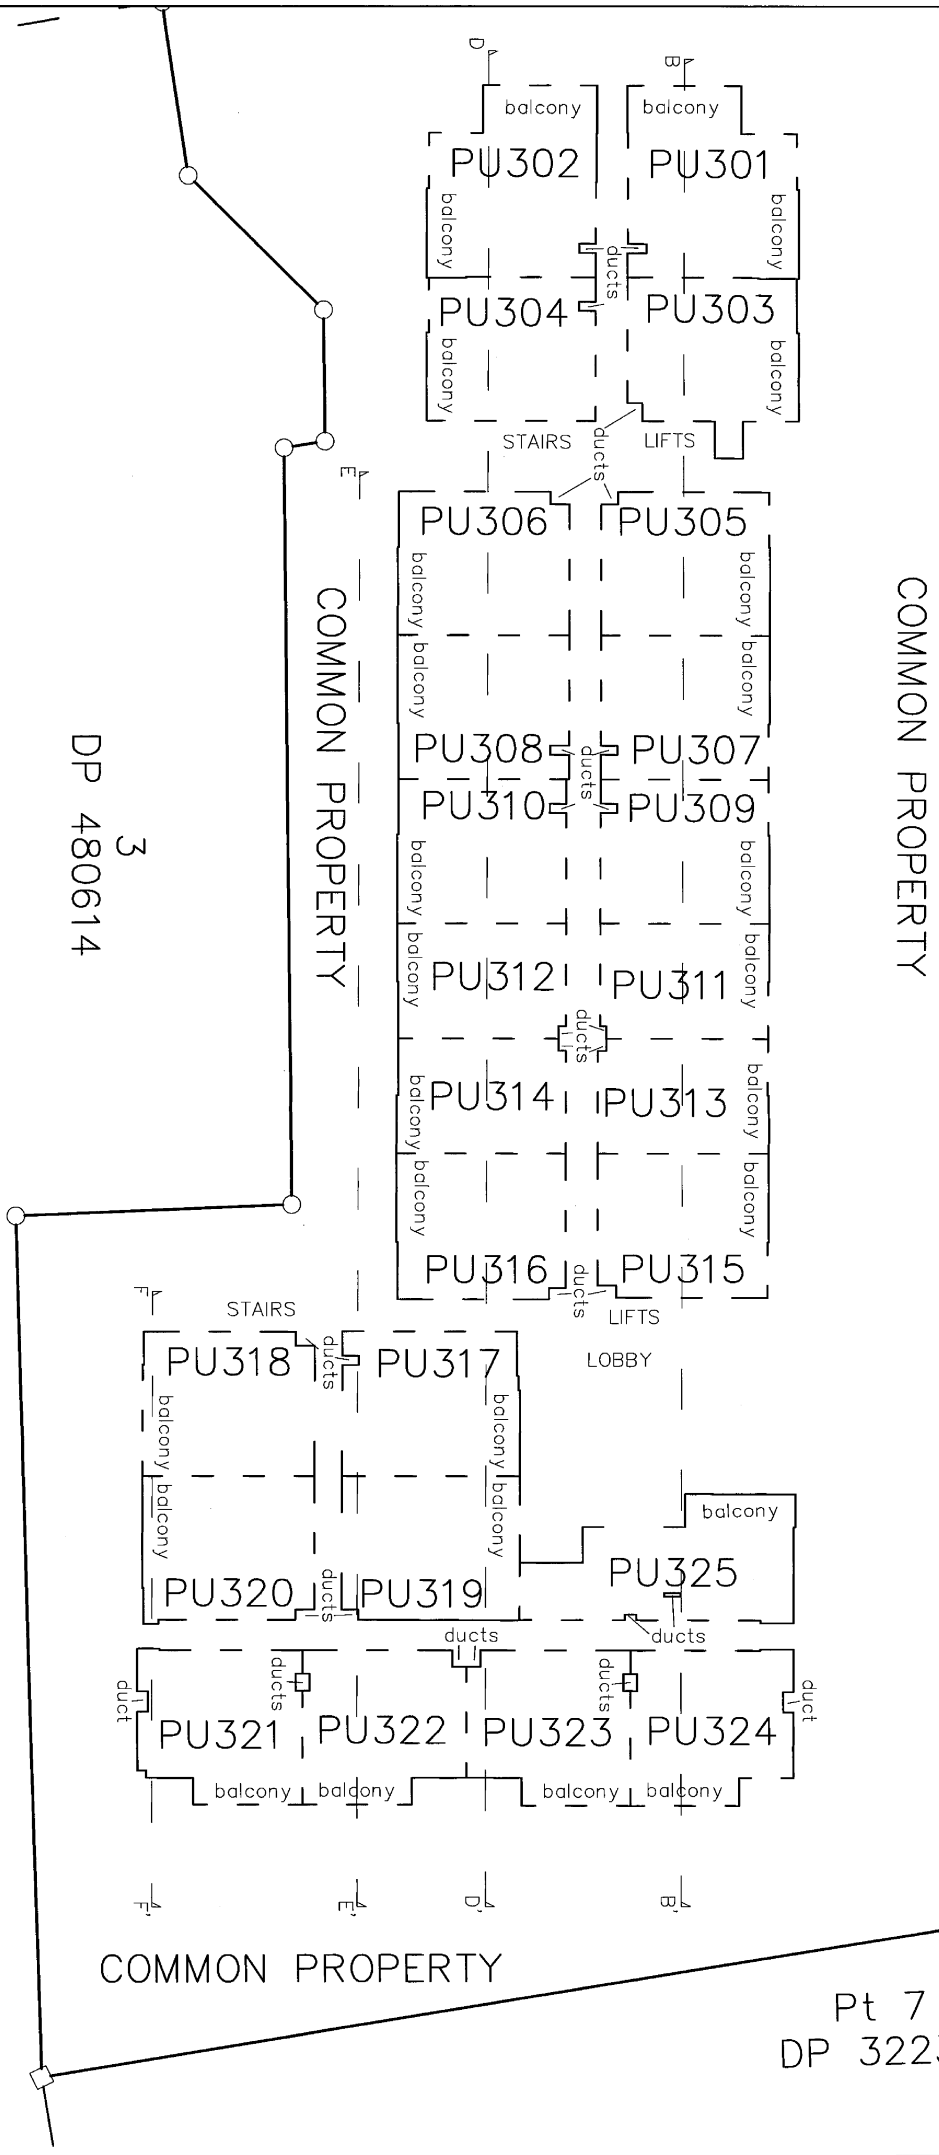 D
B
balcony
balcony
PU302
PU301
balcony
balcony
ducts
PU304
PU303
balcony
balcony
STAIRS
ducts
LIFTS
E
PU306
PU305
balcony
balcony
COMMON PROPERTY
COMMON PROPERTY
balcony
balcony
PU308
ducts
PU307
PU310
PU309
3
DP 480614
balcony
balcony
balcony
balcony
PU312
PU311
ducts
balcony
balcony
PU314
PU313
balcony
balcony
PU316
ducts
PU315
F
STAIRS
LIFTS
LOBBY
PU318
ducts
PU317
balcony
balcony
balcony
balcony
balcony
PU325
PU320
ducts
PU319
ducts
ducts
duct
ducts
ducts
duct
PU321
PU322
PU323
PU324
balcony
balcony
balcony
balcony
F'
E'
D'
B'
COMMON PROPERTY
Pt 7
DP 3223